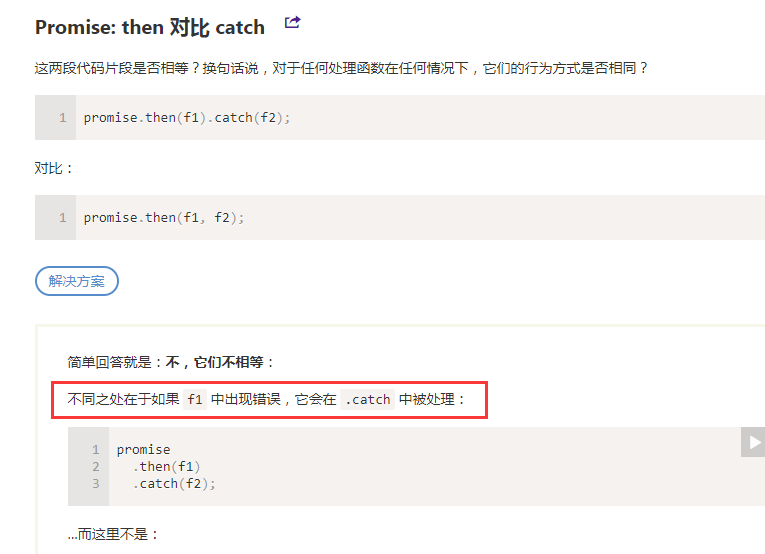 Promise: then 对比 catch
这两段代码片段是否相等？换句话说，对于任何处理函数在任何情况下，它们的行为方式是否相同？
1 promise.then(f1).catch(f2);
对比：
1 promise.then(f1, f2);
解决方案
简单回答就是：不，它们不相等：
不同之处在于如果 f1 中出现错误，它会在 .catch 中被处理：
1 promise
2   .then(f1)
3   .catch(f2);
…而这里不是：